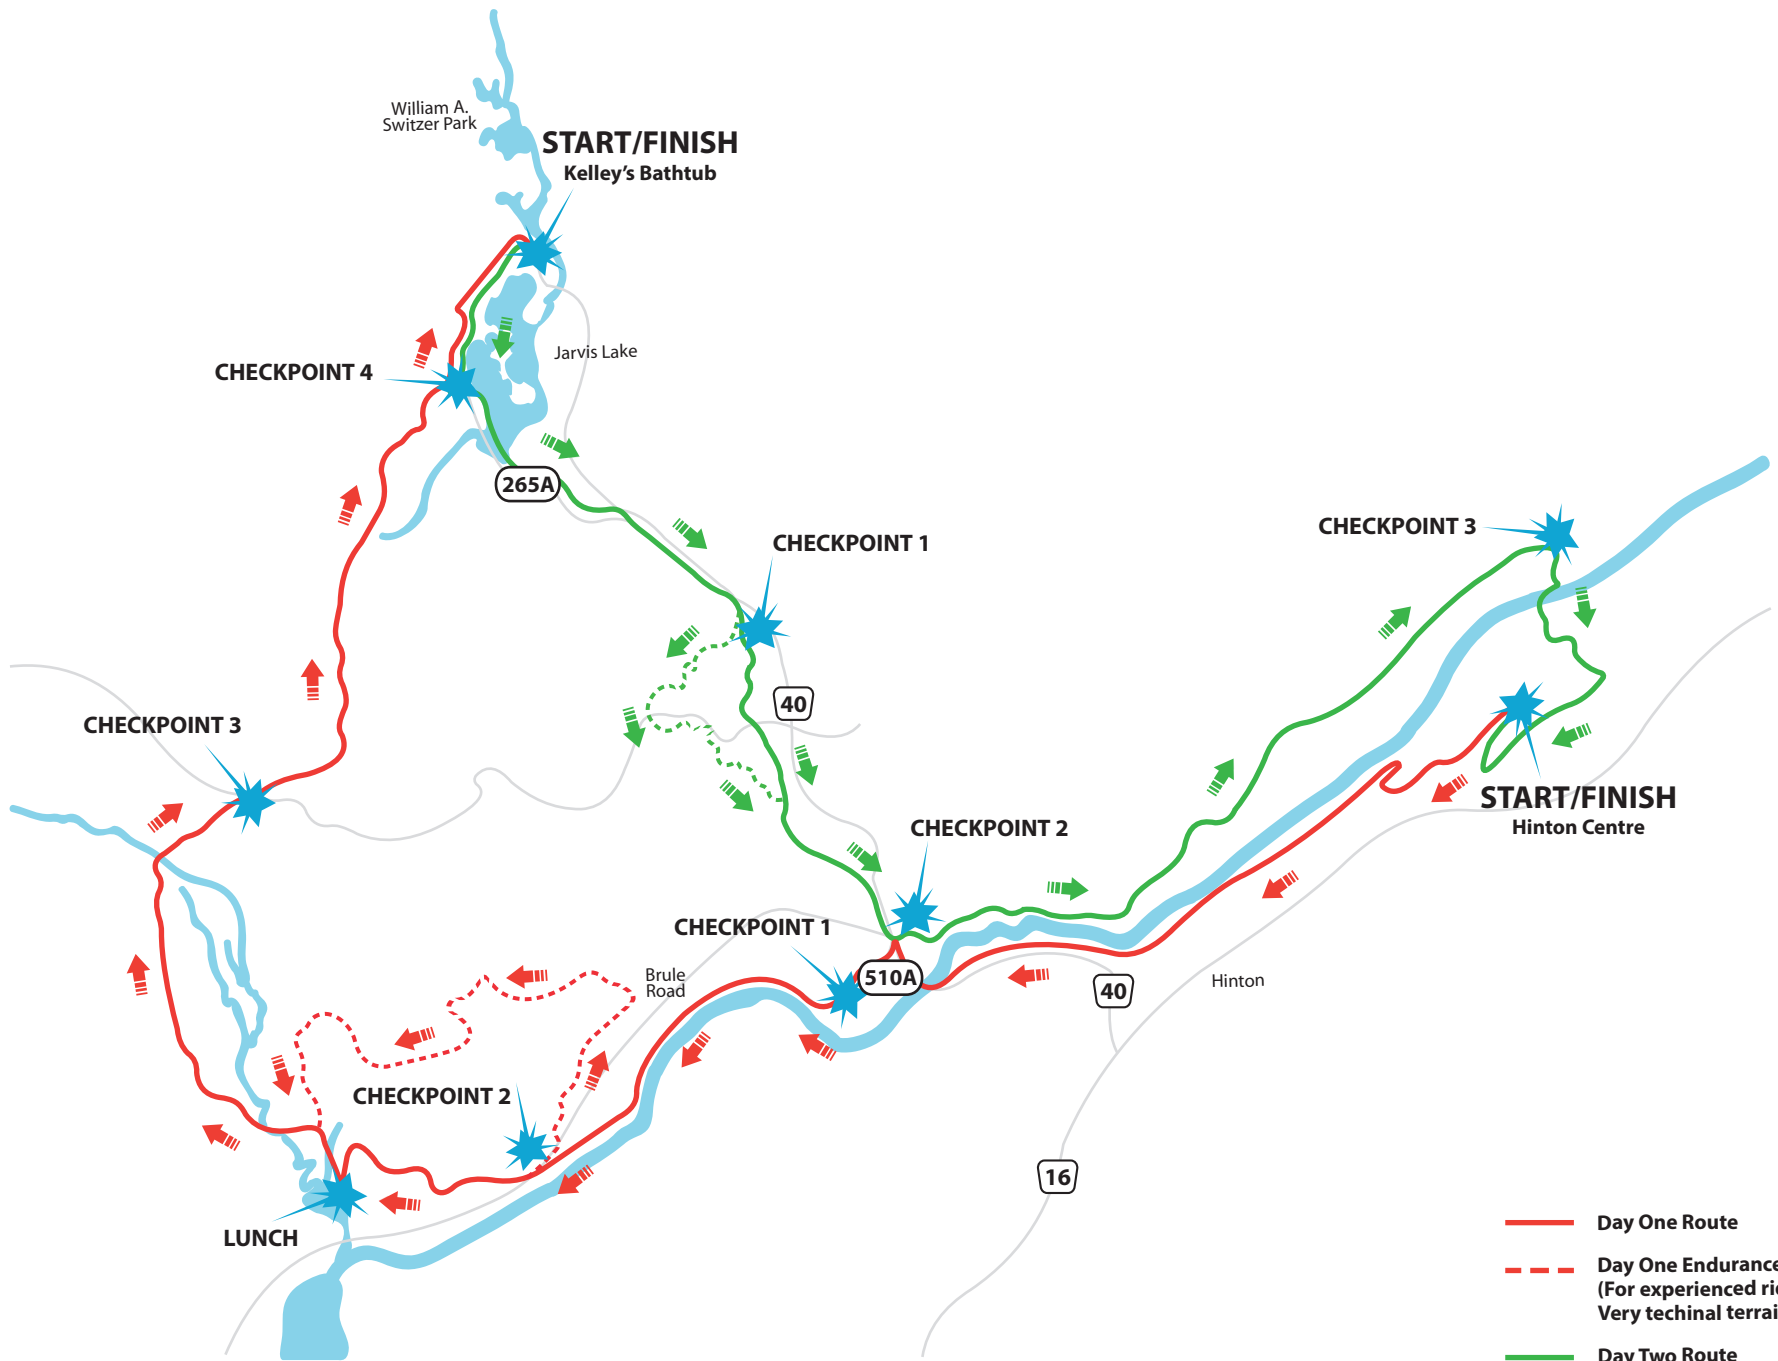 William A.
Switzer Park
START/FINISH
Kelley's Bathtub
Jarvis Lake
CHECKPOINT 4
265A
CHECKPOINT 3
CHECKPOINT 1
40
CHECKPOINT 3
START/FINISH
Hinton Centre
CHECKPOINT 2
CHECKPOINT 1
510A
Brule
Road
40
Hinton
CHECKPOINT 2
16
LUNCH
Day One Route
Day One Endurance
(For experienced
Very techinal
Day Two Route